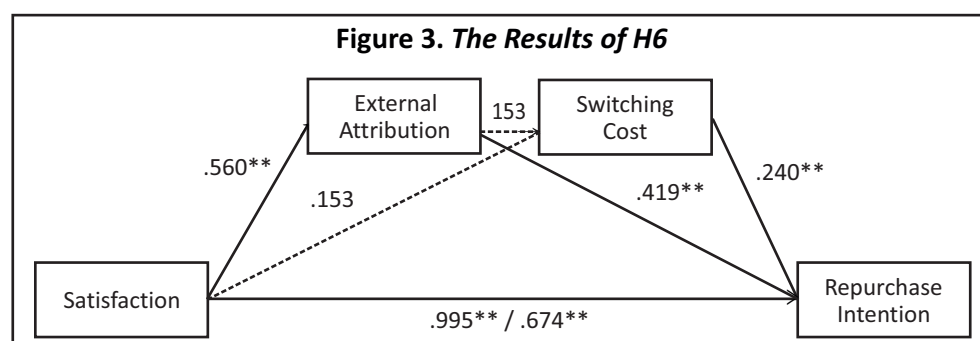 Figure 3. The Results of H6
External
Attribution
153
Switching
Cost
.560**
.153
.419**
.240**
Satisfaction
.995** / .674**
Repurchase
Intention